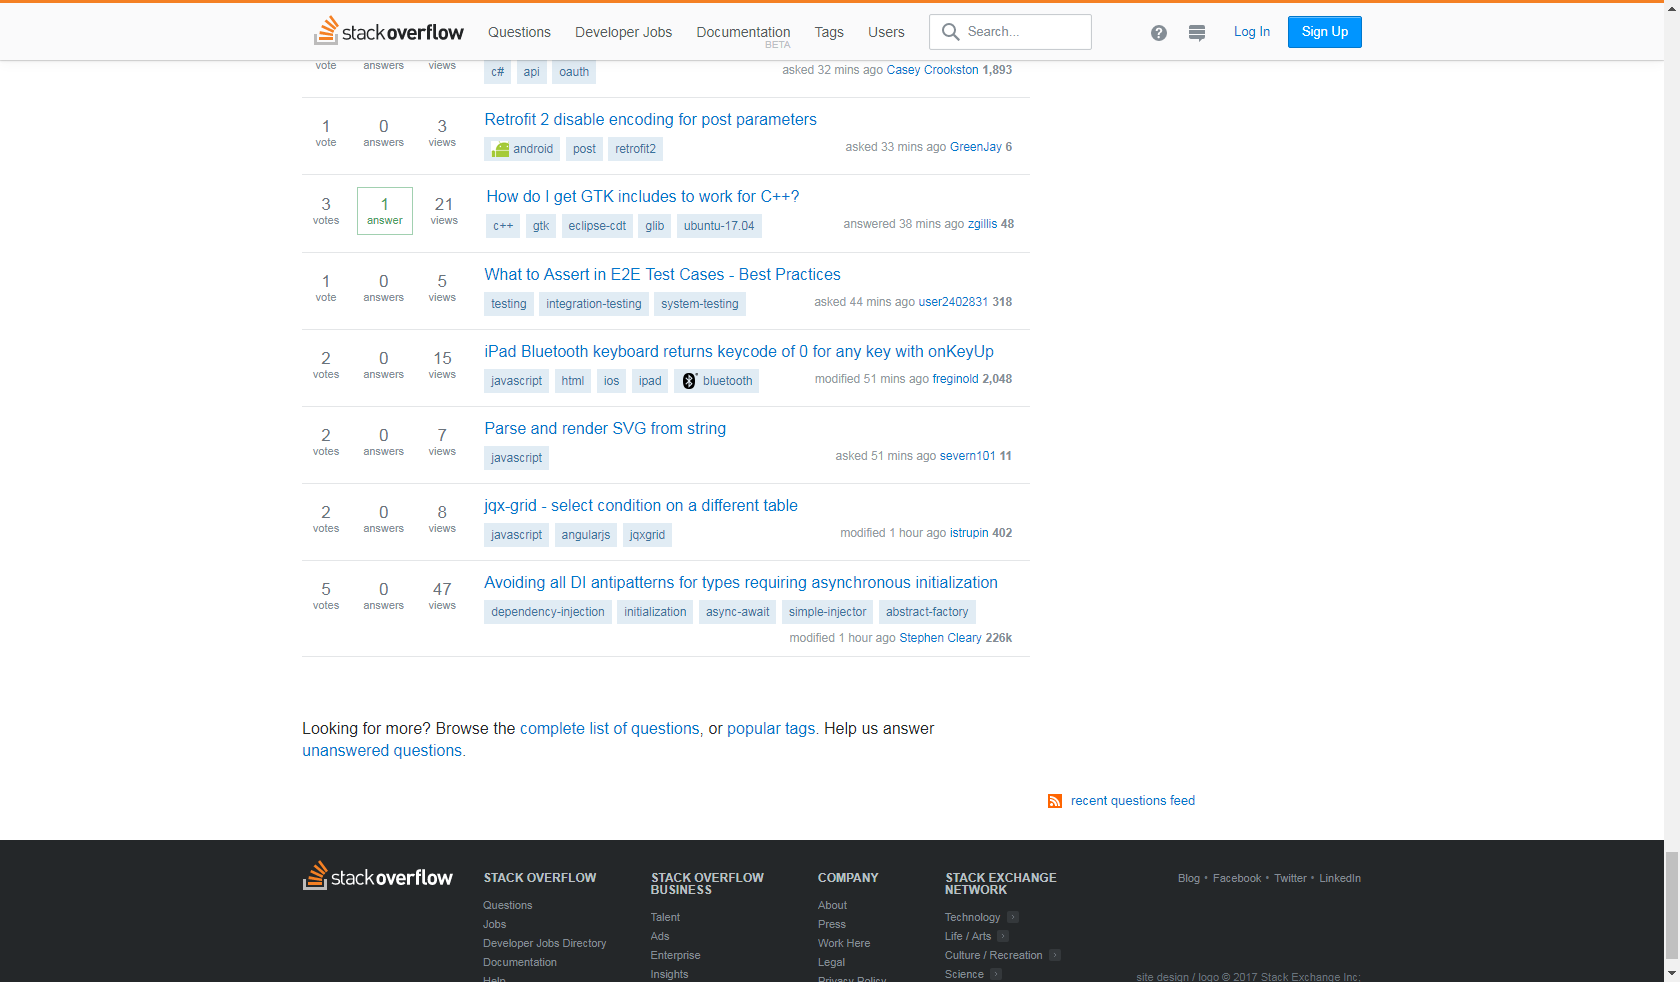 stackoverflow Questions Developer Jobs Documentation Tags Users Search... Log In Sign Up
BETA
vote answers views
c# api oauth asked 32 mins ago Casey Crookston 1,893
Retrofit 2 disable encoding for post parameters
1 0 3
vote answers views
android post retrofit2 asked 33 mins ago GreenJay 6
How do I get GTK includes to work for C++?
3 1 21
votes answer views
c++ gtk eclipse-cdt glib ubuntu-17.04 answered 38 mins ago zgillis 48
What to Assert in E2E Test Cases - Best Practices
1 0 5
vote answers views
testing integration-testing system-testing asked 44 mins ago user2402831 318
iPad Bluetooth keyboard returns keycode of 0 for any key with onKeyUp
2 0 15
votes answers views
javascript html ios ipad bluetooth modified 51 mins ago freginold 2,048
Parse and render SVG from string
2 0 7
votes answers views
javascript asked 51 mins ago severn101 11
jqx-grid - select condition on a different table
2 0 8
votes answers views
javascript angularjs jqxgrid modified 1 hour ago istrupin 402
Avoiding all DI antipatterns for types requiring asynchronous initialization
5 0 47
votes answers views
dependency-injection initialization async-await simple-injector abstract-factory
modified 1 hour ago Stephen Cleary 226k
Looking for more? Browse the complete list of questions, or popular tags. Help us answer
unanswered questions.
recent questions feed
stackoverflow
STACK OVERFLOW
Questions
Jobs
Developer Jobs Directory
Documentation
Help
STACK OVERFLOW
BUSINESS
Talent
Ads
Enterprise
Insights
COMPANY
About
Press
Work Here
Legal
Privacy Policy
STACK EXCHANGE
NETWORK
Technology
Life / Arts
Culture / Recreation
Science
Blog • Facebook • Twitter • LinkedIn
site design / logo © 2017 Stack Exchange Inc;